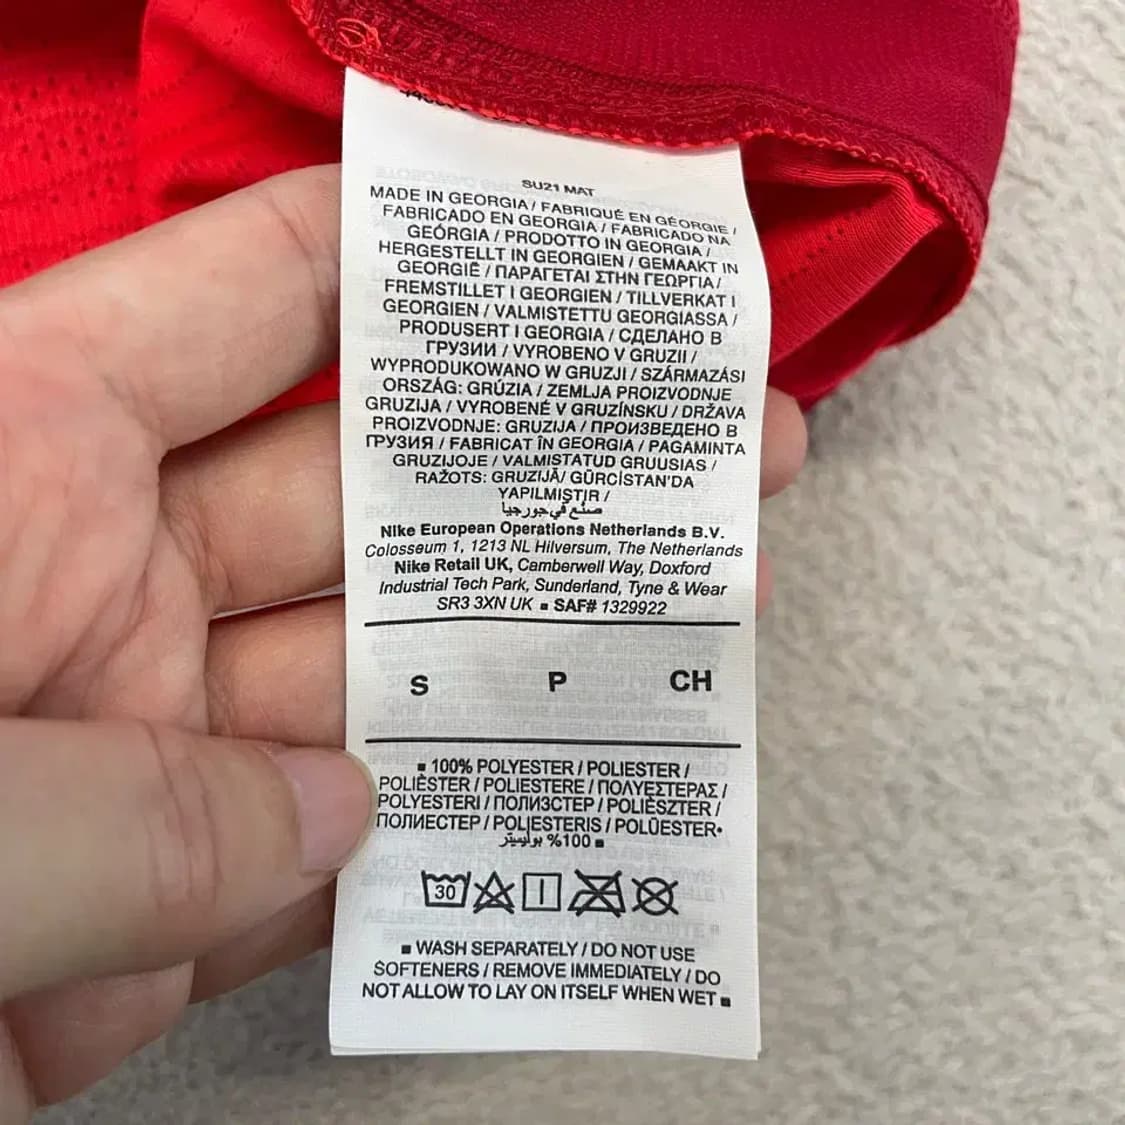 SU21 MAT
MADE IN GEORGIA / FABRIQUÉ EN GÉORGIE /
FABRICADO EN GEORGIA / FABRICADO NA
GEÓRGIA / PRODOTTO IN GEORGIA /
HERGESTELLT IN GEORGIEN / GEMAAKT IN
GEORGIË / ΠΑΡΑΓΕΤΑΙ ΣΤΗΝ ΓΕΩΡΓΙΑ /
FREMSTILLET I GEORGIEN / TILLVERKAT I
GEORGIEN / VALMISTETTU GEORGIASSA /
PRODUSERT I GEORGIA / СДЕЛАНО В
ГРУЗИИ / VYROBENO V GRUZII /
WYPRODUKOWANO W GRUZJI / SZÁRMAZÁSI
ORSZÁG: GRÚZIA / ZEMLJA PROIZVODNJE
GRUZIJA / VYROBENÉ V GRUZÍNSKU / DRŽAVA
PROIZVODNJE: GRUZIJA / ПРОИЗВЕДЕНО В
ГРУЗИЯ / FABRICAT ÎN GEORGIA / PAGAMINTA
GRUZIJOJE / VALMISTATUD GRUUSIAS /
RAŽOTS: GRUZIJĀ/ GÜRCİSTAN'DA
YAPILMIŞTIR /
صنع في جورجيا
Nike European Operations Netherlands B.V.
Colosseum 1, 1213 NL Hilversum, The Netherlands
Nike Retail UK, Camberwell Way, Doxford
Industrial Tech Park, Sunderland, Tyne & Wear
SR3 3XN UK ■ SAF# 1329922
S P CH
■ 100% POLYESTER / POLIESTER /
POLIÉSTER / POLIESTERE / ΠΟΛΥΕΣΤΕΡΑΣ /
POLYESTERI / ПОЛИЭСТЕР / POLIÉSZTER /
ПОЛИЕСТЕР / POLIESTERIS / POLÜESTER•
100% بوليستر ■
30
■ WASH SEPARATELY / DO NOT USE
SOFTENERS / REMOVE IMMEDIATELY / DO
NOT ALLOW TO LAY ON ITSELF WHEN WET ■